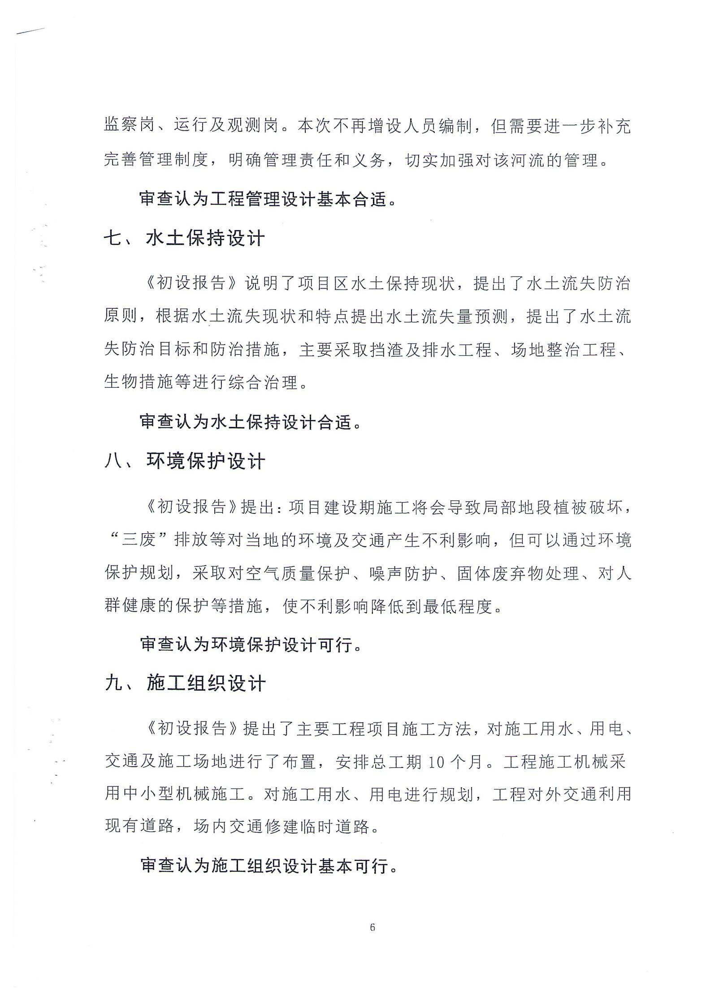 监察岗、运行及观测岗。本次不再增设人员编制，但需要进一步补充
完善管理制度，明确管理责任和义务，切实加强对该河流的管理。
审查认为工程管理设计基本合适。
七、水土保持设计
《初设报告》说明了项目区水土保持现状，提出了水土流失防治
原则，根据水土流失现状和特点提出水土流失量预测，提出了水土流
失防治目标和防治措施，主要采取挡渣及排水工程、场地整治工程、
生物措施等进行综合治理。
审查认为水土保持设计合适。
八、环境保护设计
《初设报告》提出：项目建设期施工将会导致局部地段植被破坏，
“三废”排放等对当地的环境及交通产生不利影响，但可以通过环境
保护规划，采取对空气质量保护、噪声防护、固体废弃物处理、对人
群健康的保护等措施，使不利影响降低到最低程度。
审查认为环境保护设计可行。
九、施工组织设计
《初设报告》提出了主要工程项目施工方法，对施工用水、用电、
交通及施工场地进行了布置，安排总工期 10 个月。工程施工机械采
用中小型机械施工。对施工用水、用电进行规划，工程对外交通利用
现有道路，场内交通修建临时道路。
审查认为施工组织设计基本可行。
6